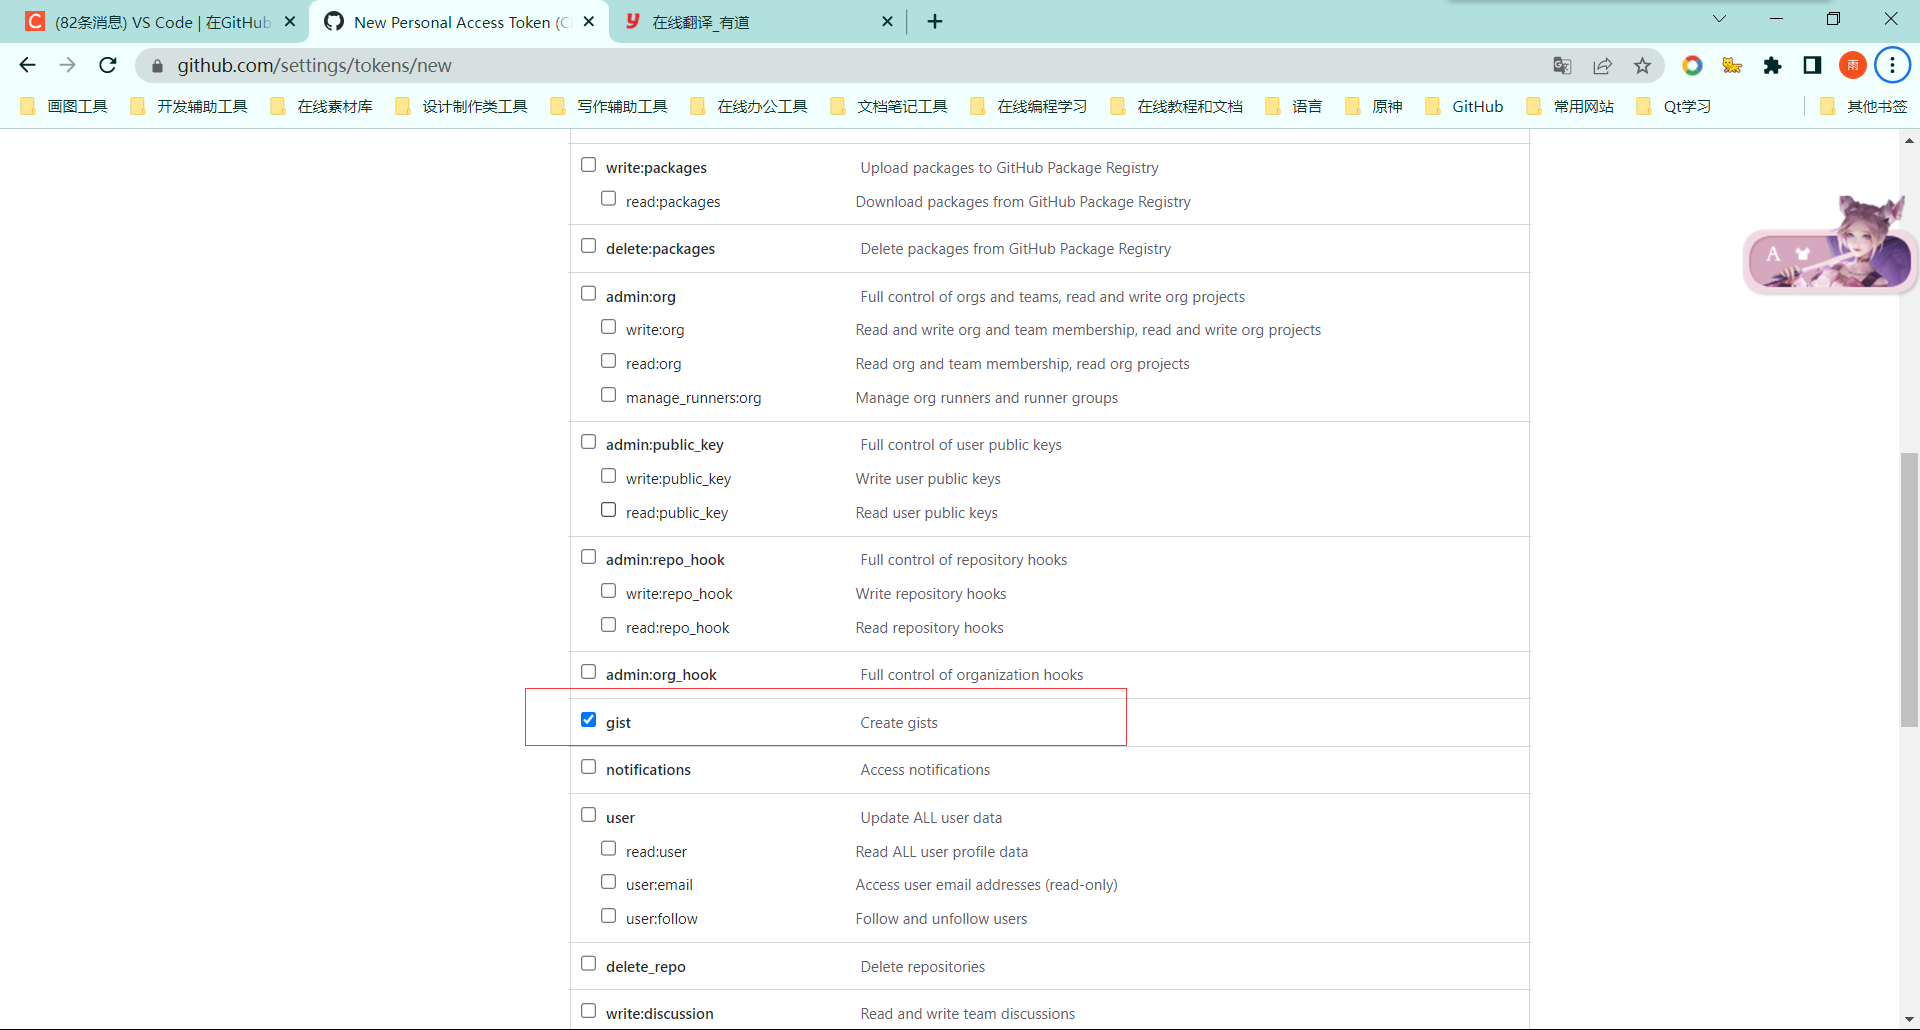 (82条消息) VS Code | 在GitHub
New Personal Access Token (Cl
在线翻译_有道
github.com/settings/tokens/new
雨
画图工具 开发辅助工具 在线素材库 设计制作类工具 写作辅助工具 在线办公工具 文档笔记工具 在线编程学习 在线教程和文档 语言 原神 GitHub 常用网站 Qt学习 其他书签
write:packages Upload packages to GitHub Package Registry
read:packages Download packages from GitHub Package Registry
delete:packages Delete packages from GitHub Package Registry
A
admin:org Full control of orgs and teams, read and write org projects
write:org Read and write org and team membership, read and write org projects
read:org Read org and team membership, read org projects
manage_runners:org Manage org runners and runner groups
admin:public_key Full control of user public keys
write:public_key Write user public keys
read:public_key Read user public keys
admin:repo_hook Full control of repository hooks
write:repo_hook Write repository hooks
read:repo_hook Read repository hooks
admin:org_hook Full control of organization hooks
gist Create gists
notifications Access notifications
user Update ALL user data
read:user Read ALL user profile data
user:email Access user email addresses (read-only)
user:follow Follow and unfollow users
delete_repo Delete repositories
write:discussion Read and write team discussions